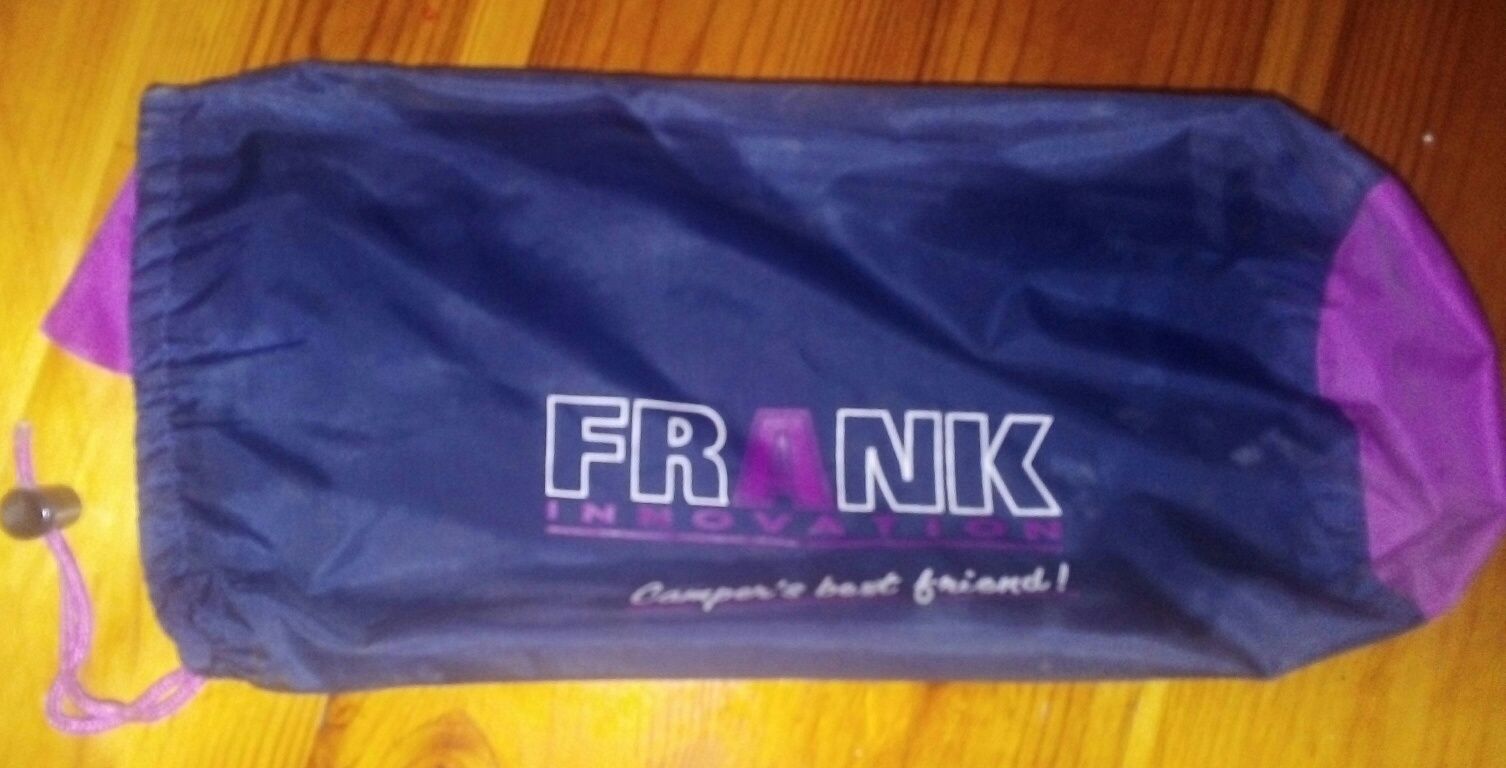 FRANK
INNOVATION
Camper's best friend!